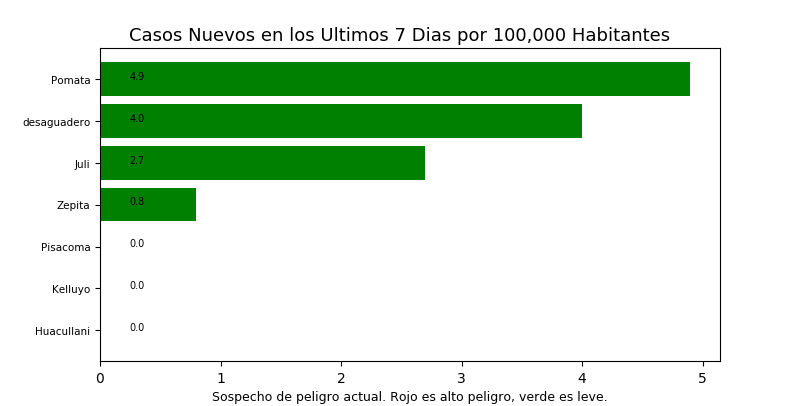 Casos Nuevos en los Ultimos 7 Dias por 100,000 Habitantes
Pomata 4.9
desaguadero 4.0
Juli 2.7
Zepita 0.8
Pisacoma 0.0
Kelluyo 0.0
Huacullani 0.0
0 1 2 3 4 5
Sospecho de peligro actual. Rojo es alto peligro, verde es leve.